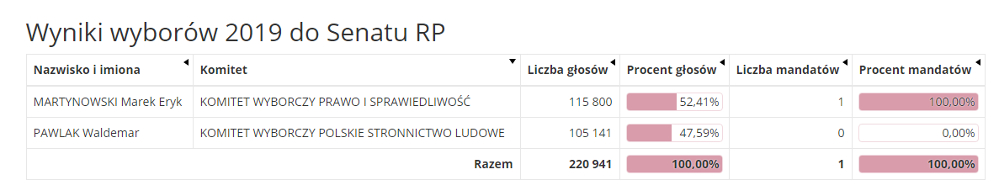 Wyniki wyborów 2019 do Senatu RP
Nazwisko i imiona Komitet Liczba głosów Procent głosów Liczba mandatów Procent mandatów
MARTYNOWSKI Marek Eryk KOMITET WYBORCZY PRAWO I SPRAWIEDLIWOŚĆ 115 800 52,41% 1 100,00%
PAWLAK Waldemar KOMITET WYBORCZY POLSKIE STRONNICTWO LUDOWE 105 141 47,59% 0 0,00%
Razem 220 941 100,00% 1 100,00%